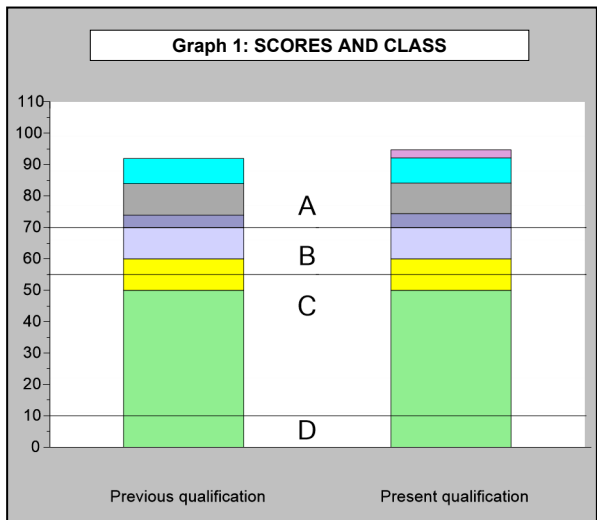 Graph 1: SCORES AND CLASS
110
100
90
80
A
70
B
60
50
C
40
30
20
10
D
0
Previous qualification Present qualification